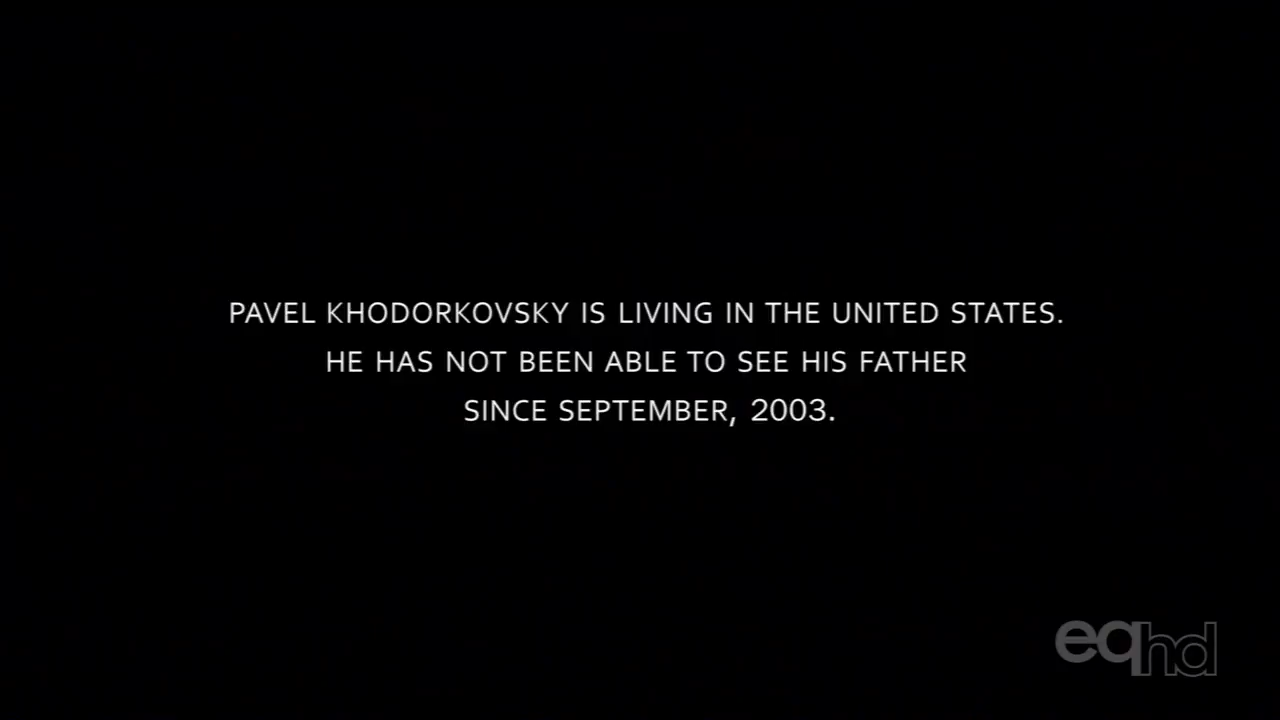 PAVEL KHODORKOVSKY IS LIVING IN THE UNITED STATES.
HE HAS NOT BEEN ABLE TO SEE HIS FATHER
SINCE SEPTEMBER, 2003.
eqhd